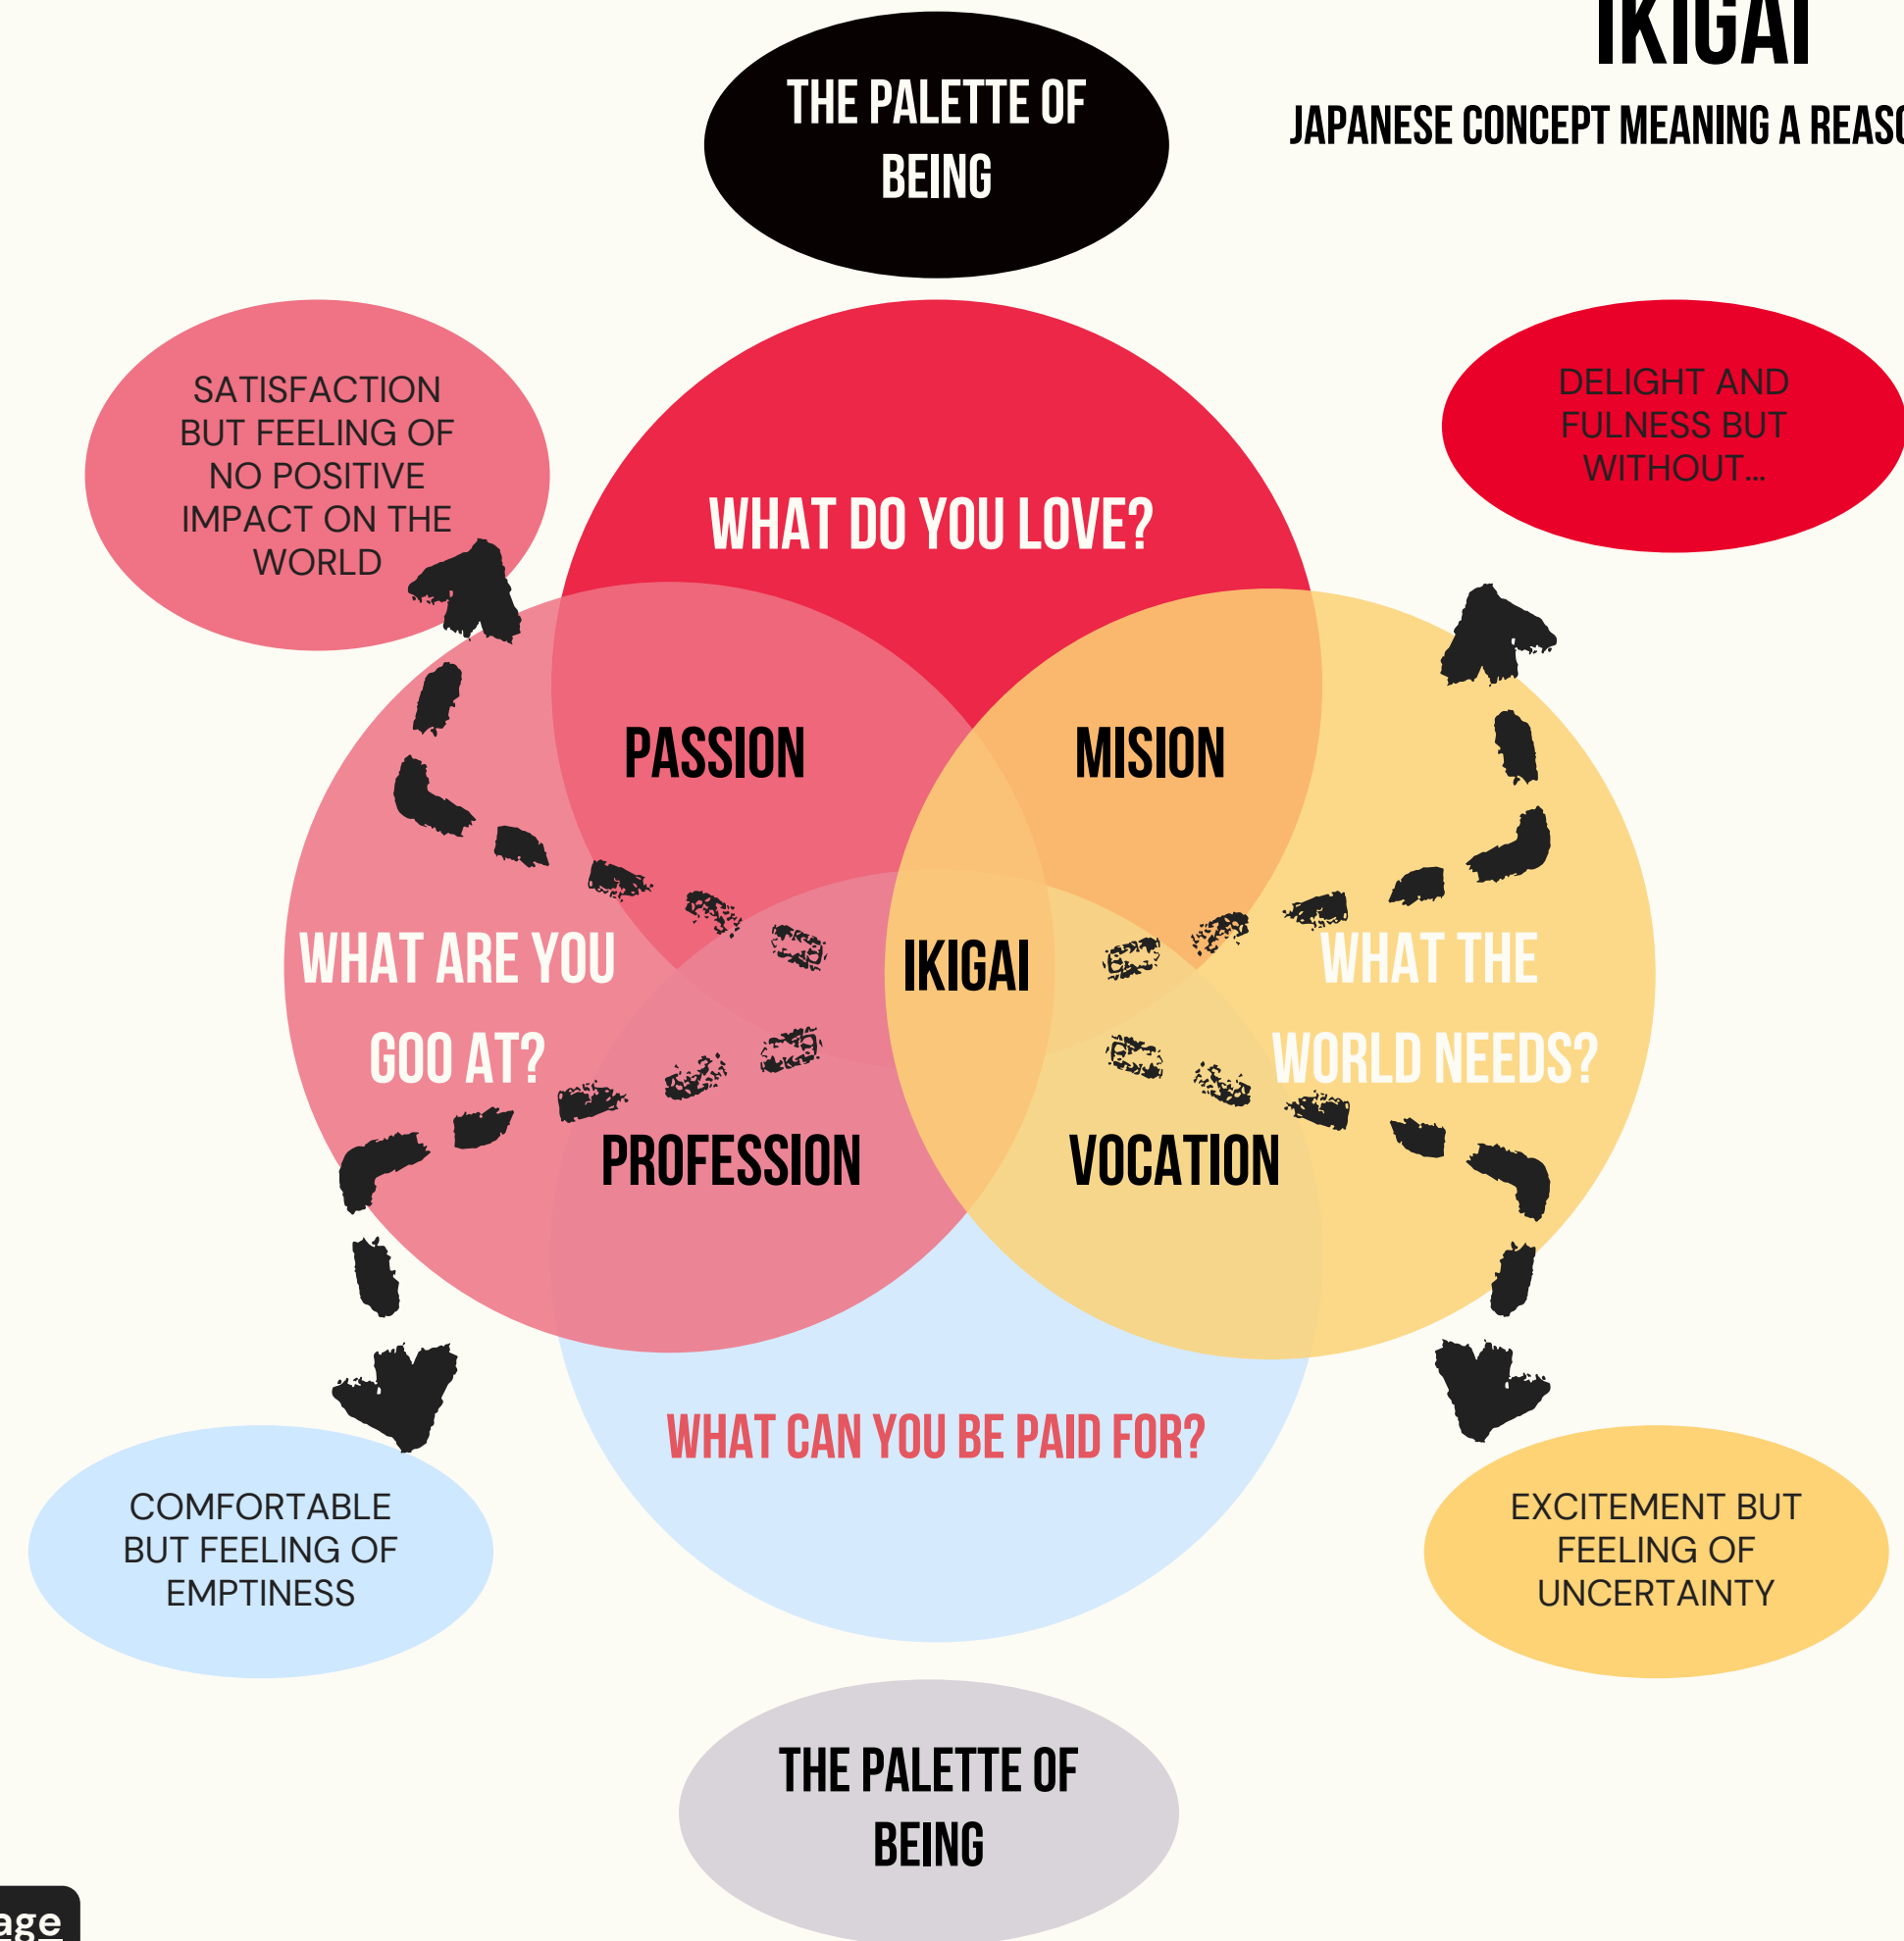 IKIGAI
THE PALETTE OF
BEING
JAPANESE CONCEPT MEANING A
SATISFACTION
BUT FEELING OF
NO POSITIVE
IMPACT ON THE
WORLD
DELIGHT AND
FULNESS BUT
WITHOUT...
WHAT DO YOU LOVE?
PASSION
MISION
WHAT ARE YOU
GOO AT?
IKIGAI
WHAT THE
WORLD NEEDS?
PROFESSION
VOCATION
WHAT CAN YOU BE PAID FOR?
COMFORTABLE
BUT FEELING OF
EMPTINESS
EXCITEMENT BUT
FEELING OF
UNCERTAINTY
THE PALETTE OF
BEING